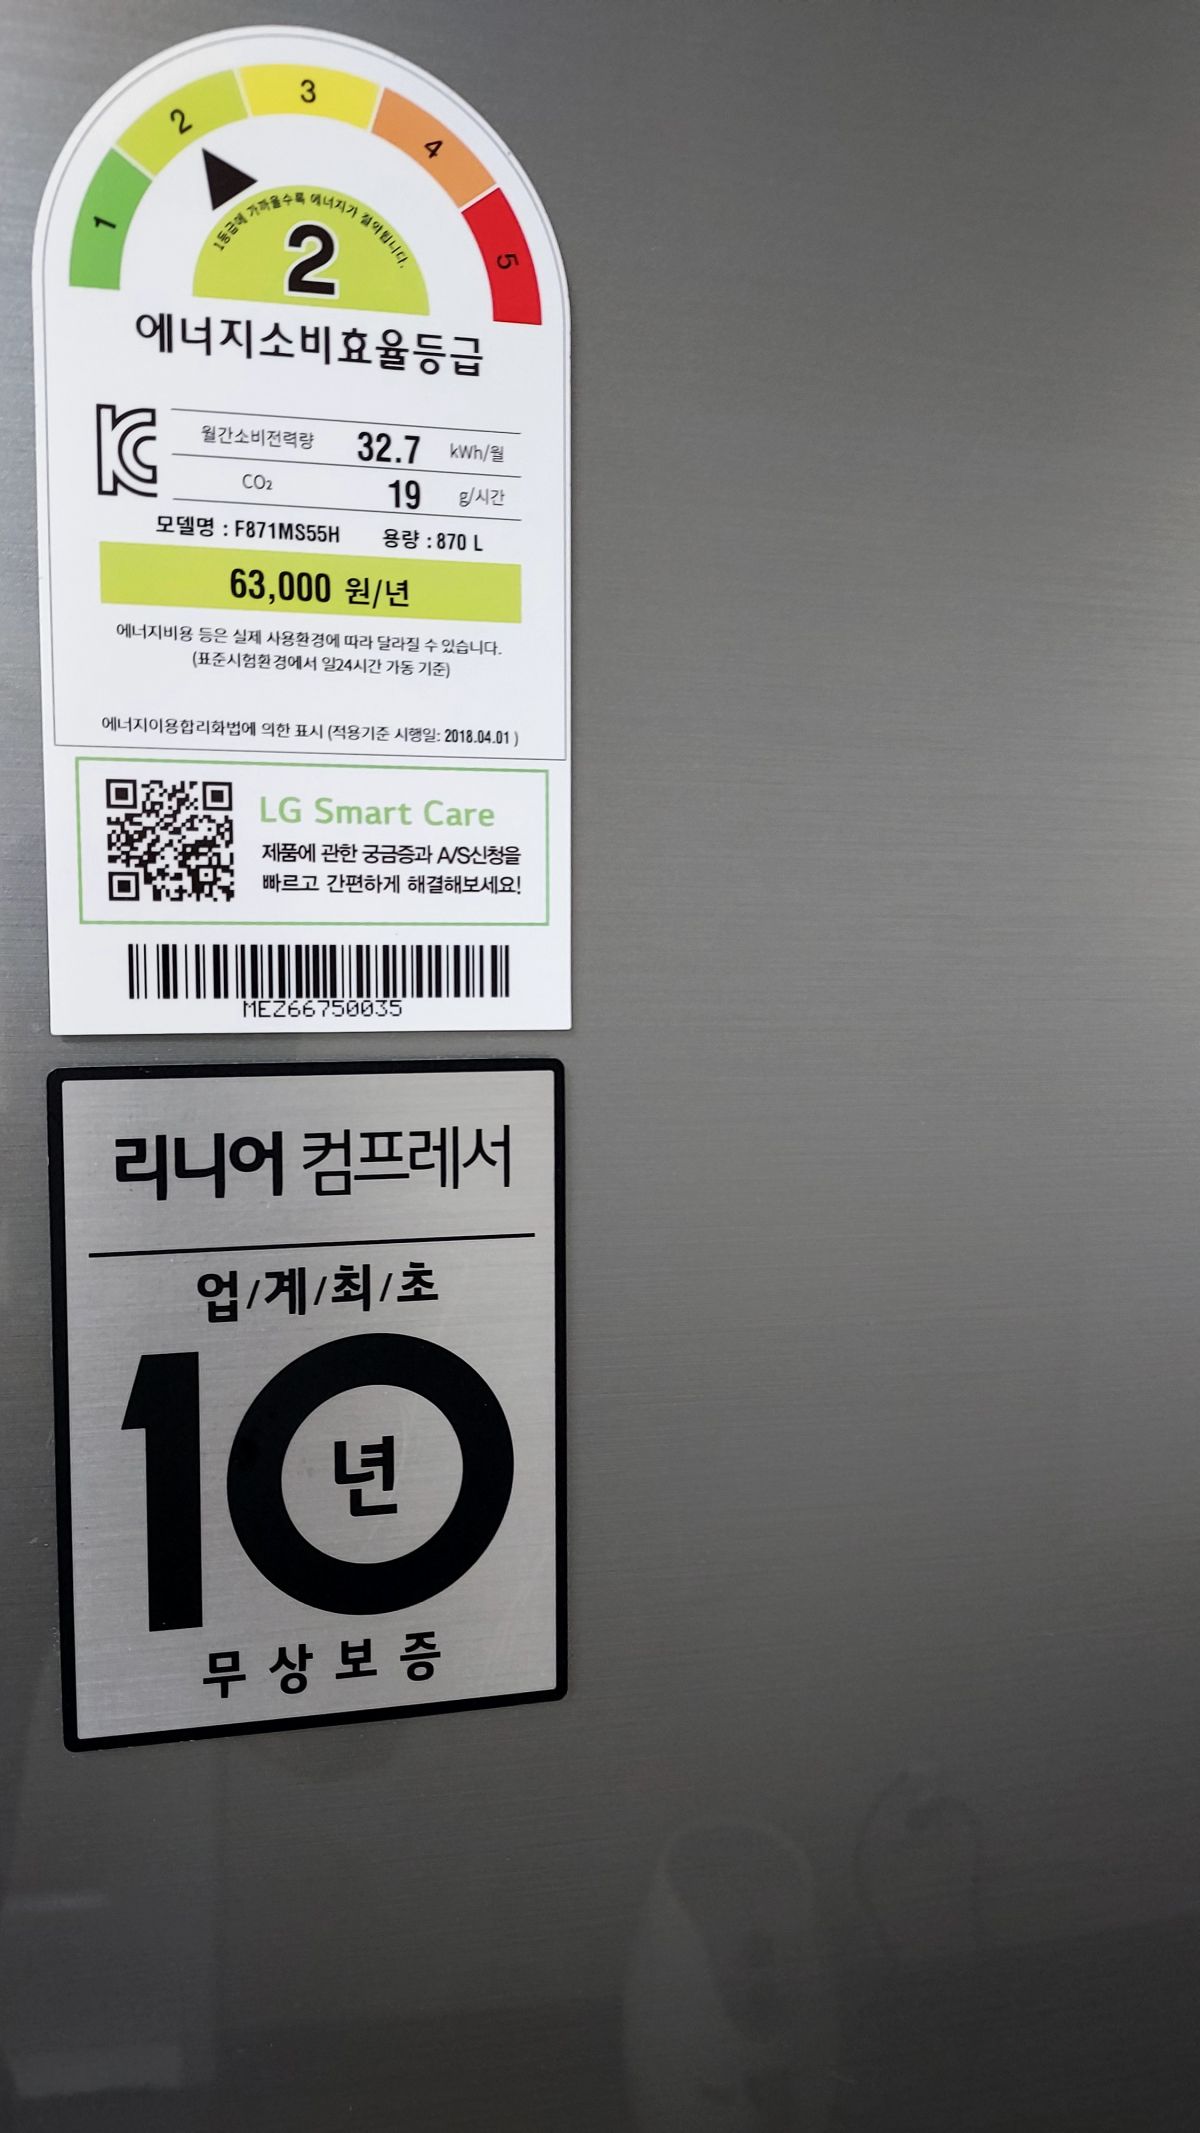 1
2
3
4
5
1등급에 가까울수록 에너지가 절약됩니다.
2
에너지소비효율등급
월간소비전력량 32.7 kWh/월
CO₂ 19 g/시간
모델명 : F871MS55H 용량 : 870 L
63,000 원/년
에너지비용 등은 실제 사용환경에 따라 달라질 수 있습니다.
(표준시험환경에서 일24시간 가동 기준)
에너지이용합리화법에 의한 표시 (적용기준 시행일: 2018.04.01 )
LG Smart Care
제품에 관한 궁금증과 A/S신청을
빠르고 간편하게 해결해보세요!
MEZ66750035
리니어 컴프레서
업/계/최/초
10년
무상보증